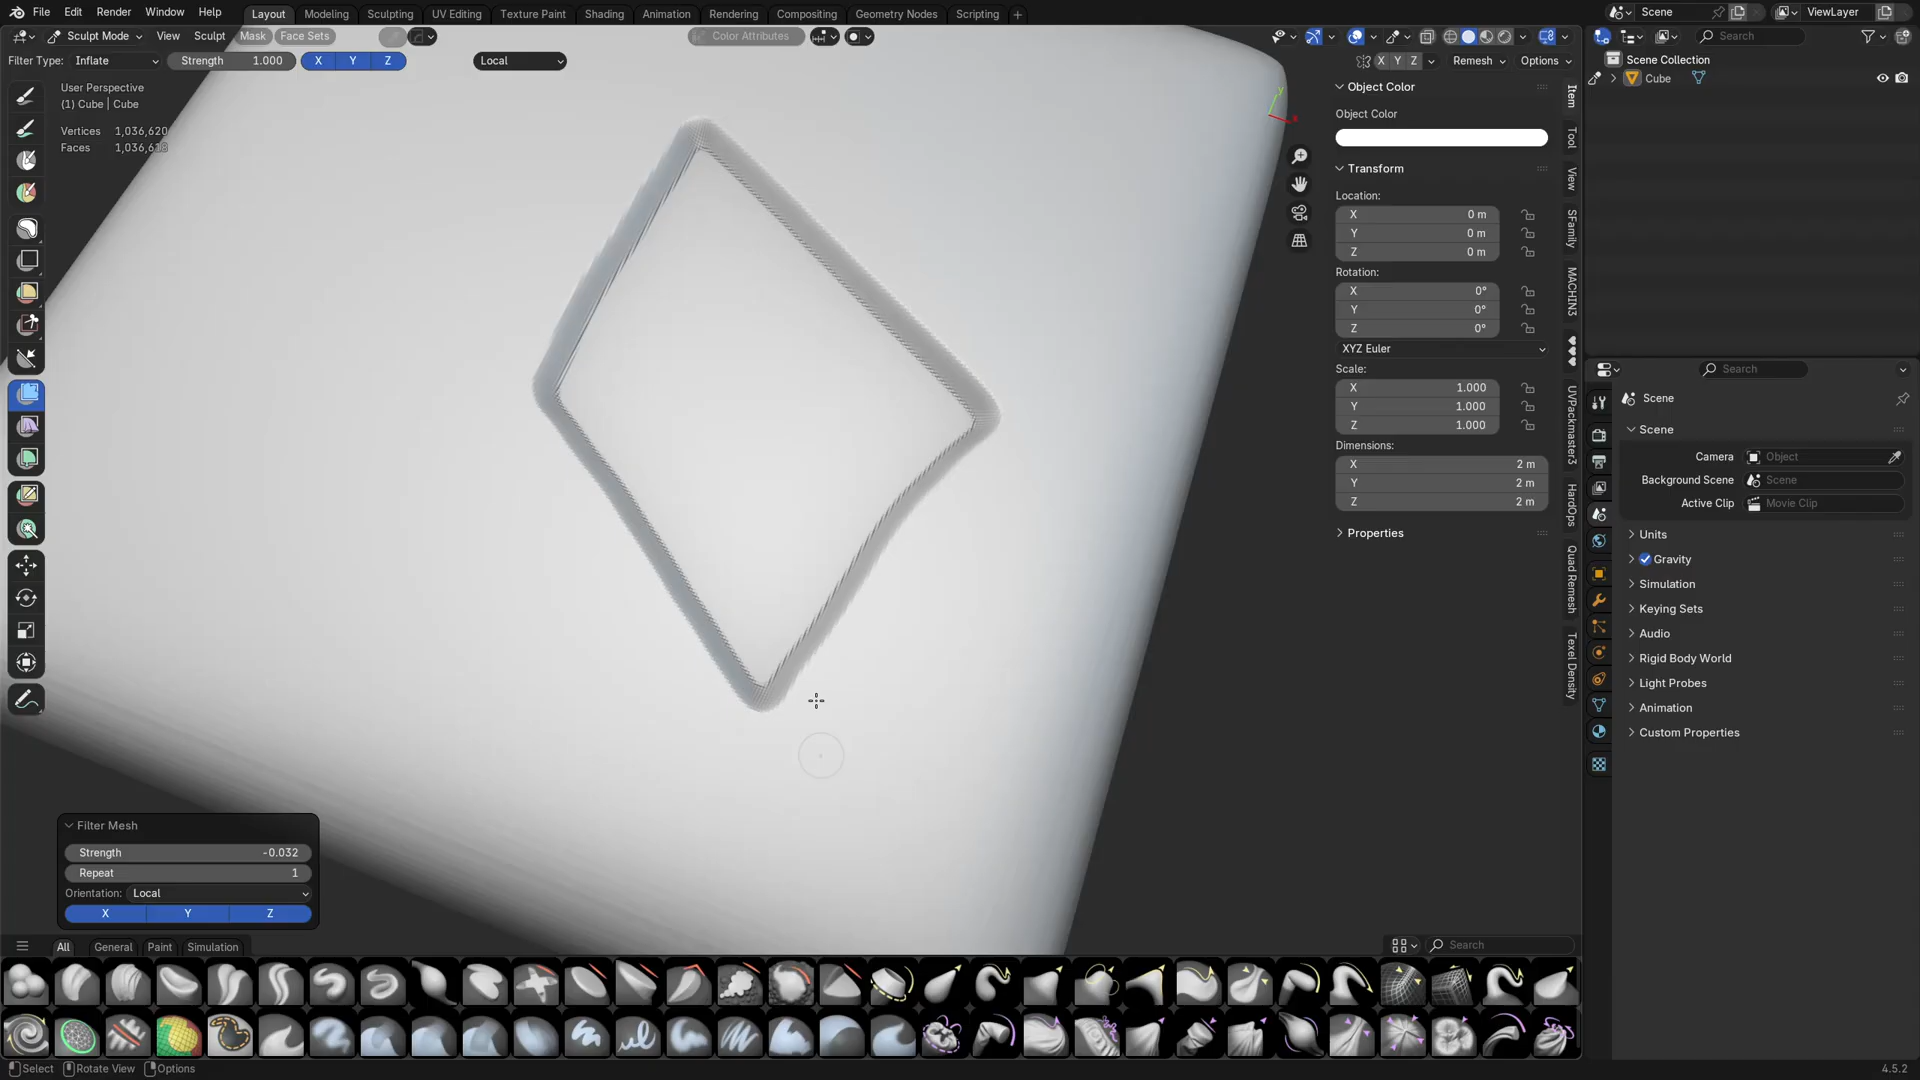 File Edit Render Window Help Layout Modeling Sculpting UV Editing Texture Paint Shading Animation Rendering Compositing Geometry Nodes Scripting + Scene ViewLayer
Sculpt Mode View Sculpt Mask Face Sets Color Attributes Search
Filter Type: Inflate Strength 1.000 X Y Z Local X Y Z Remesh Options
Scene Collection
Cube
User Perspective
(1) Cube | Cube
Vertices 1,036,620
Faces 1,036,618
y
x
Object Color
Object Color
Transform
Location:
X 0 m
Y 0 m
Z 0 m
Rotation:
X 0°
Y 0°
Z 0°
XYZ Euler
Scale:
X 1.000
Y 1.000
Z 1.000
Dimensions:
X 2 m
Y 2 m
Z 2 m
Properties
Item
Tool
View
SFamily
MACHIN3
UVPackmaster3
HardOps
Quad Remesh
Texel Density
Search
Scene
Scene
Camera Object
Background Scene Scene
Active Clip Movie Clip
Units
Gravity
Simulation
Keying Sets
Audio
Rigid Body World
Light Probes
Animation
Custom Properties
Filter Mesh
Strength -0.032
Repeat 1
Orientation: Local
X Y Z
All General Paint Simulation Search
Select Rotate View Options 4.5.2